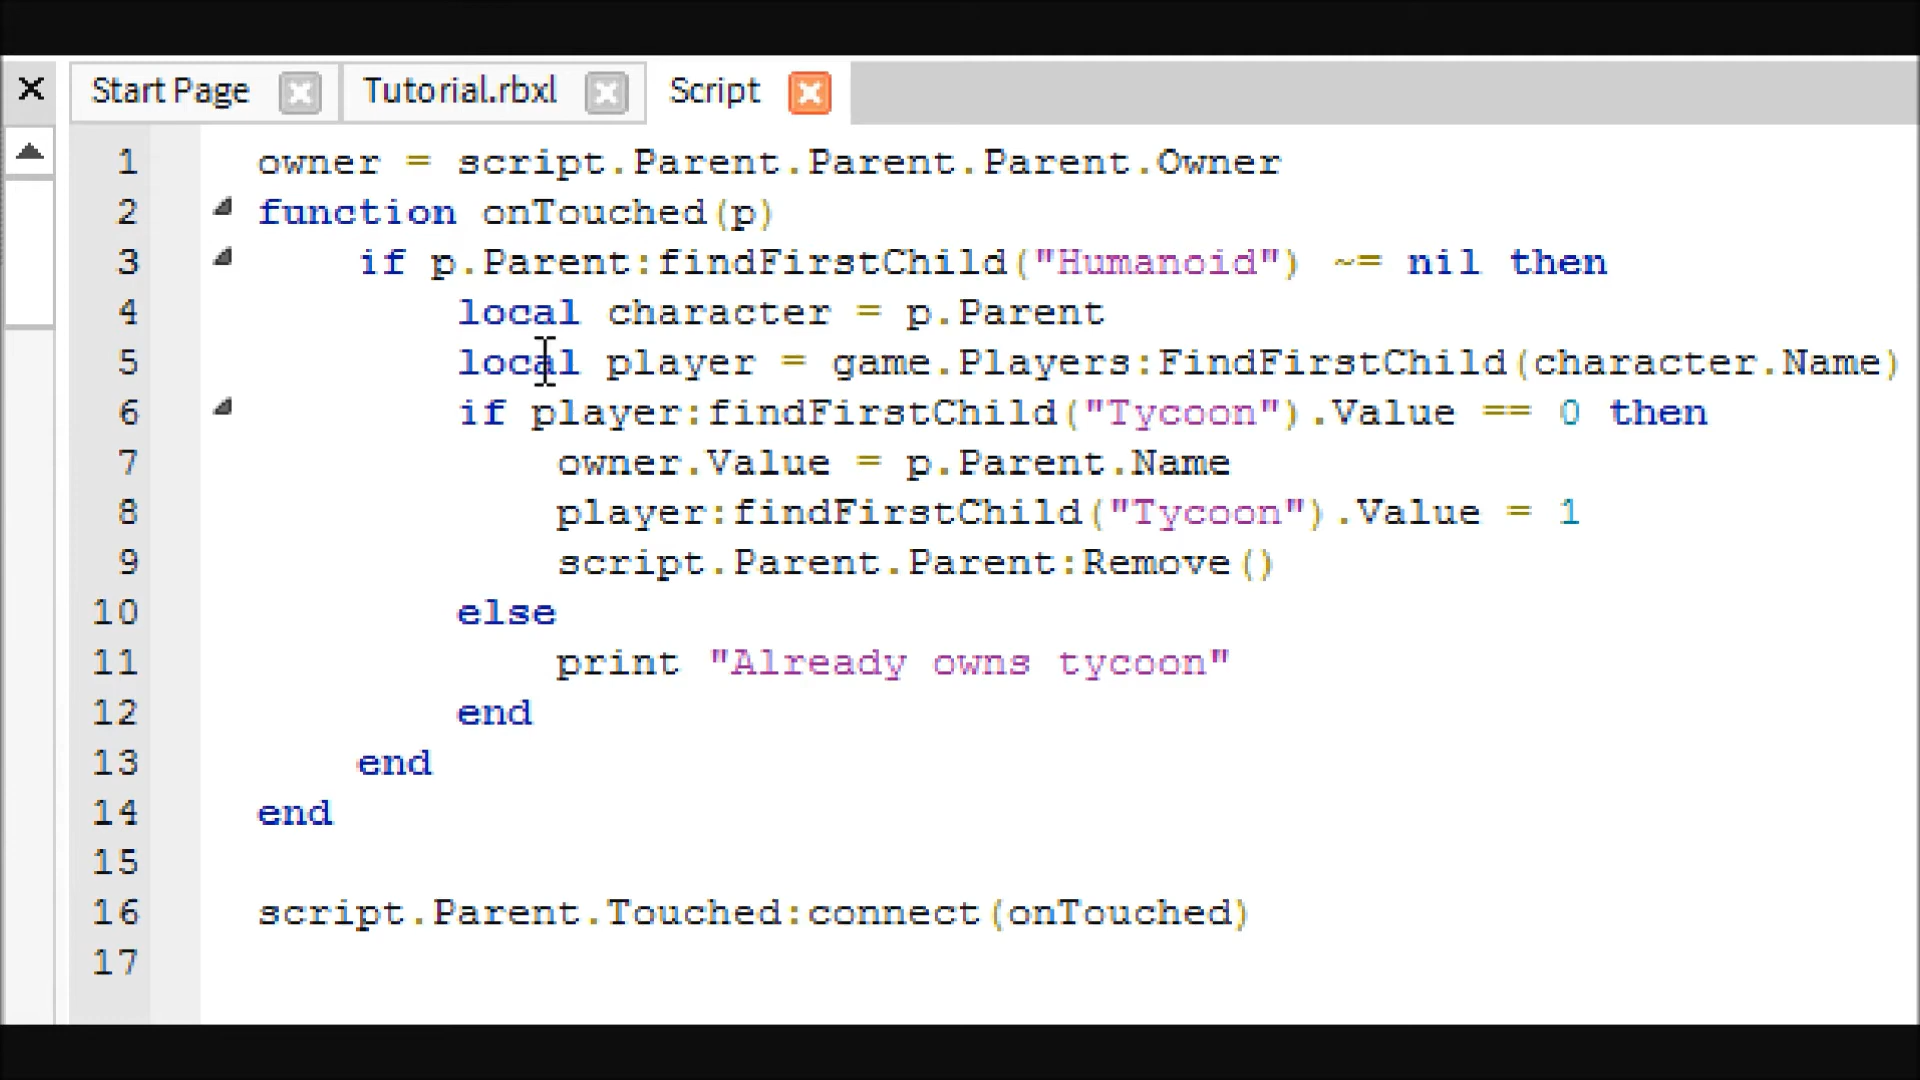 Start Page Tutorial.rbxl Script
1 owner = script.Parent.Parent.Parent.Owner
2 function onTouched(p)
3 if p.Parent:findFirstChild("Humanoid") ~= nil then
4 local character = p.Parent
5 local player = game.Players:FindFirstChild(character.Name)
6 if player:findFirstChild("Tycoon").Value == 0 then
7 owner.Value = p.Parent.Name
8 player:findFirstChild("Tycoon").Value = 1
9 script.Parent.Parent:Remove()
10 else
11 print "Already owns tycoon"
12 end
13 end
14 end
15
16 script.Parent.Touched:connect(onTouched)
17